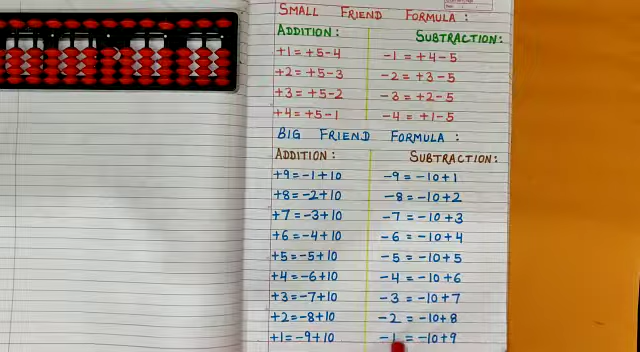 SMALL FRIEND FORMULA :
ADDITION : SUBTRACTION :
+1 = +5-4 -1 = +4-5
+2 = +5-3 -2 = +3-5
+3 = +5-2 -3 = +2-5
+4 = +5-1 -4 = +1-5
BIG FRIEND FORMULA :
ADDITION : SUBTRACTION :
+9 = -1+10 -9 = -10+1
+8 = -2+10 -8 = -10+2
+7 = -3+10 -7 = -10+3
+6 = -4+10 -6 = -10+4
+5 = -5+10 -5 = -10+5
+4 = -6+10 -4 = -10+6
+3 = -7+10 -3 = -10+7
+2 = -8+10 -2 = -10+8
+1 = -9+10 -1 = -10+9